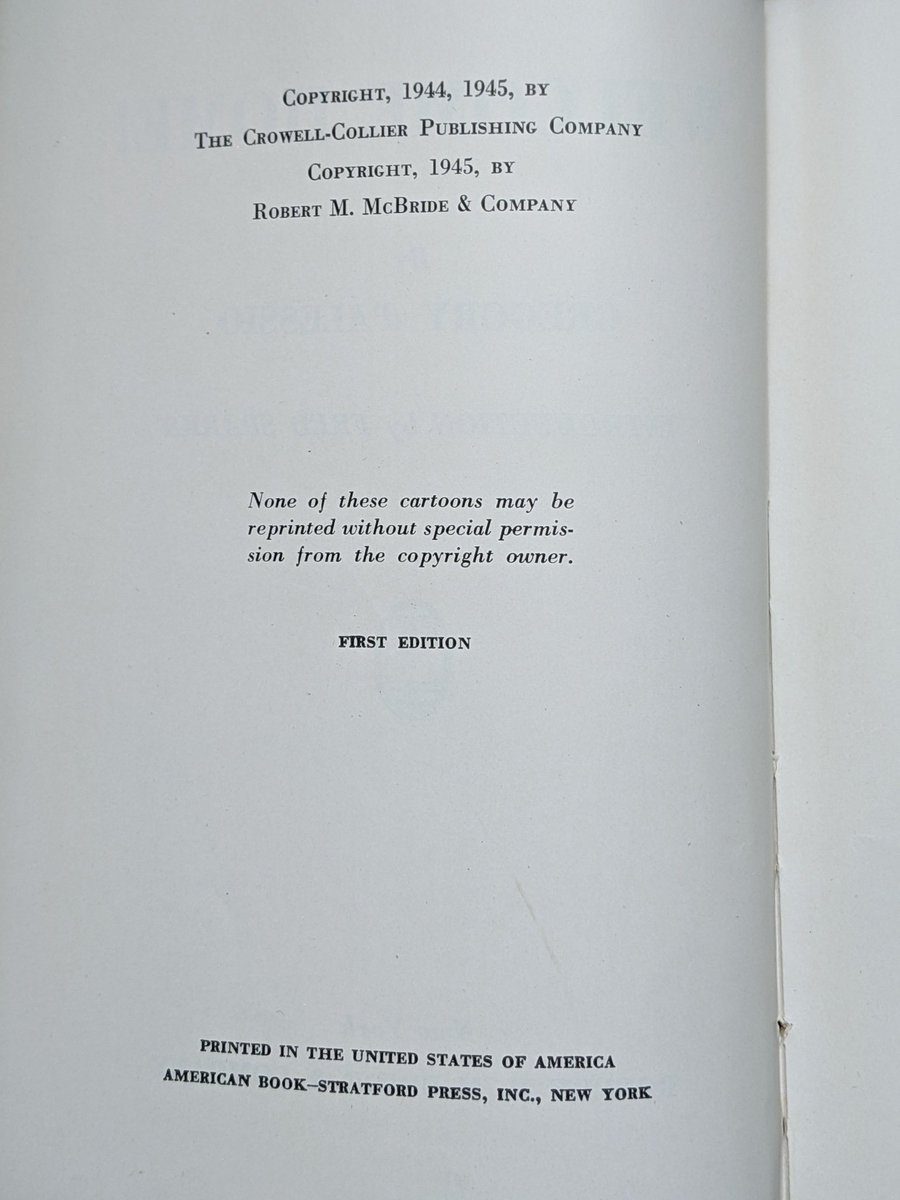 Copyright, 1944, 1945, by
The Crowell-Collier Publishing Company
Copyright, 1945, by
Robert M. McBride & Company
None of these cartoons may be
reprinted without special permis-
sion from the copyright owner.
FIRST EDITION
PRINTED IN THE UNITED STATES OF AMERICA
AMERICAN BOOK–STRATFORD PRESS, INC., NEW YORK